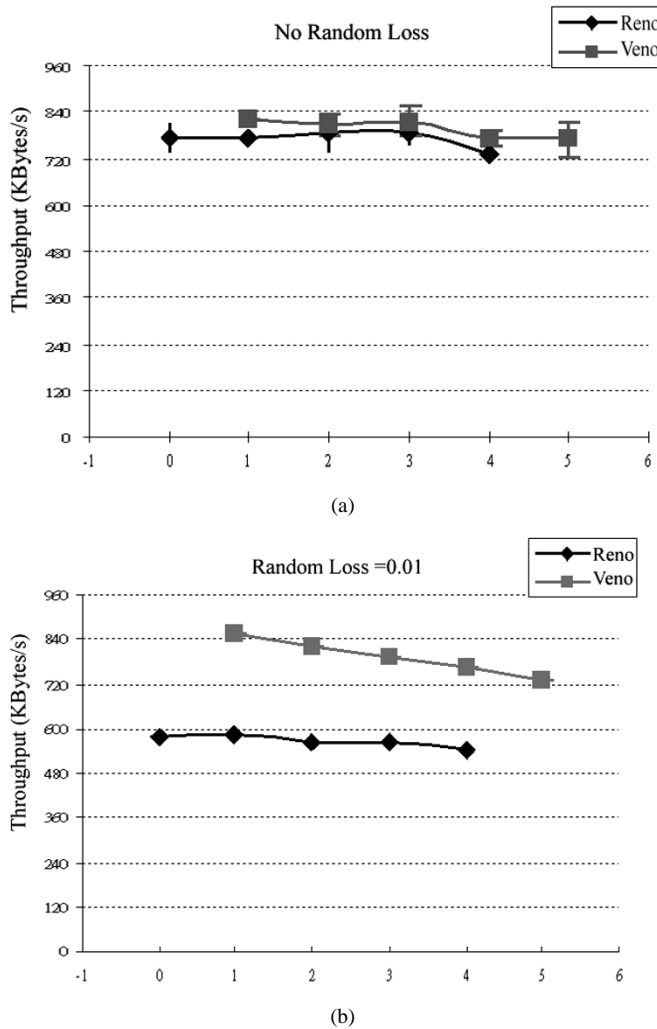 No Random Loss
Reno
Veno
Throughput (KBytes/s)
960
840
720
600
480
360
240
120
0
-1 0 1 2 3 4 5 6
(a)
Random Loss =0.01
Reno
Veno
Throughput (KBytes/s)
960
840
720
600
480
360
240
120
0
-1 0 1 2 3 4 5 6
(b)